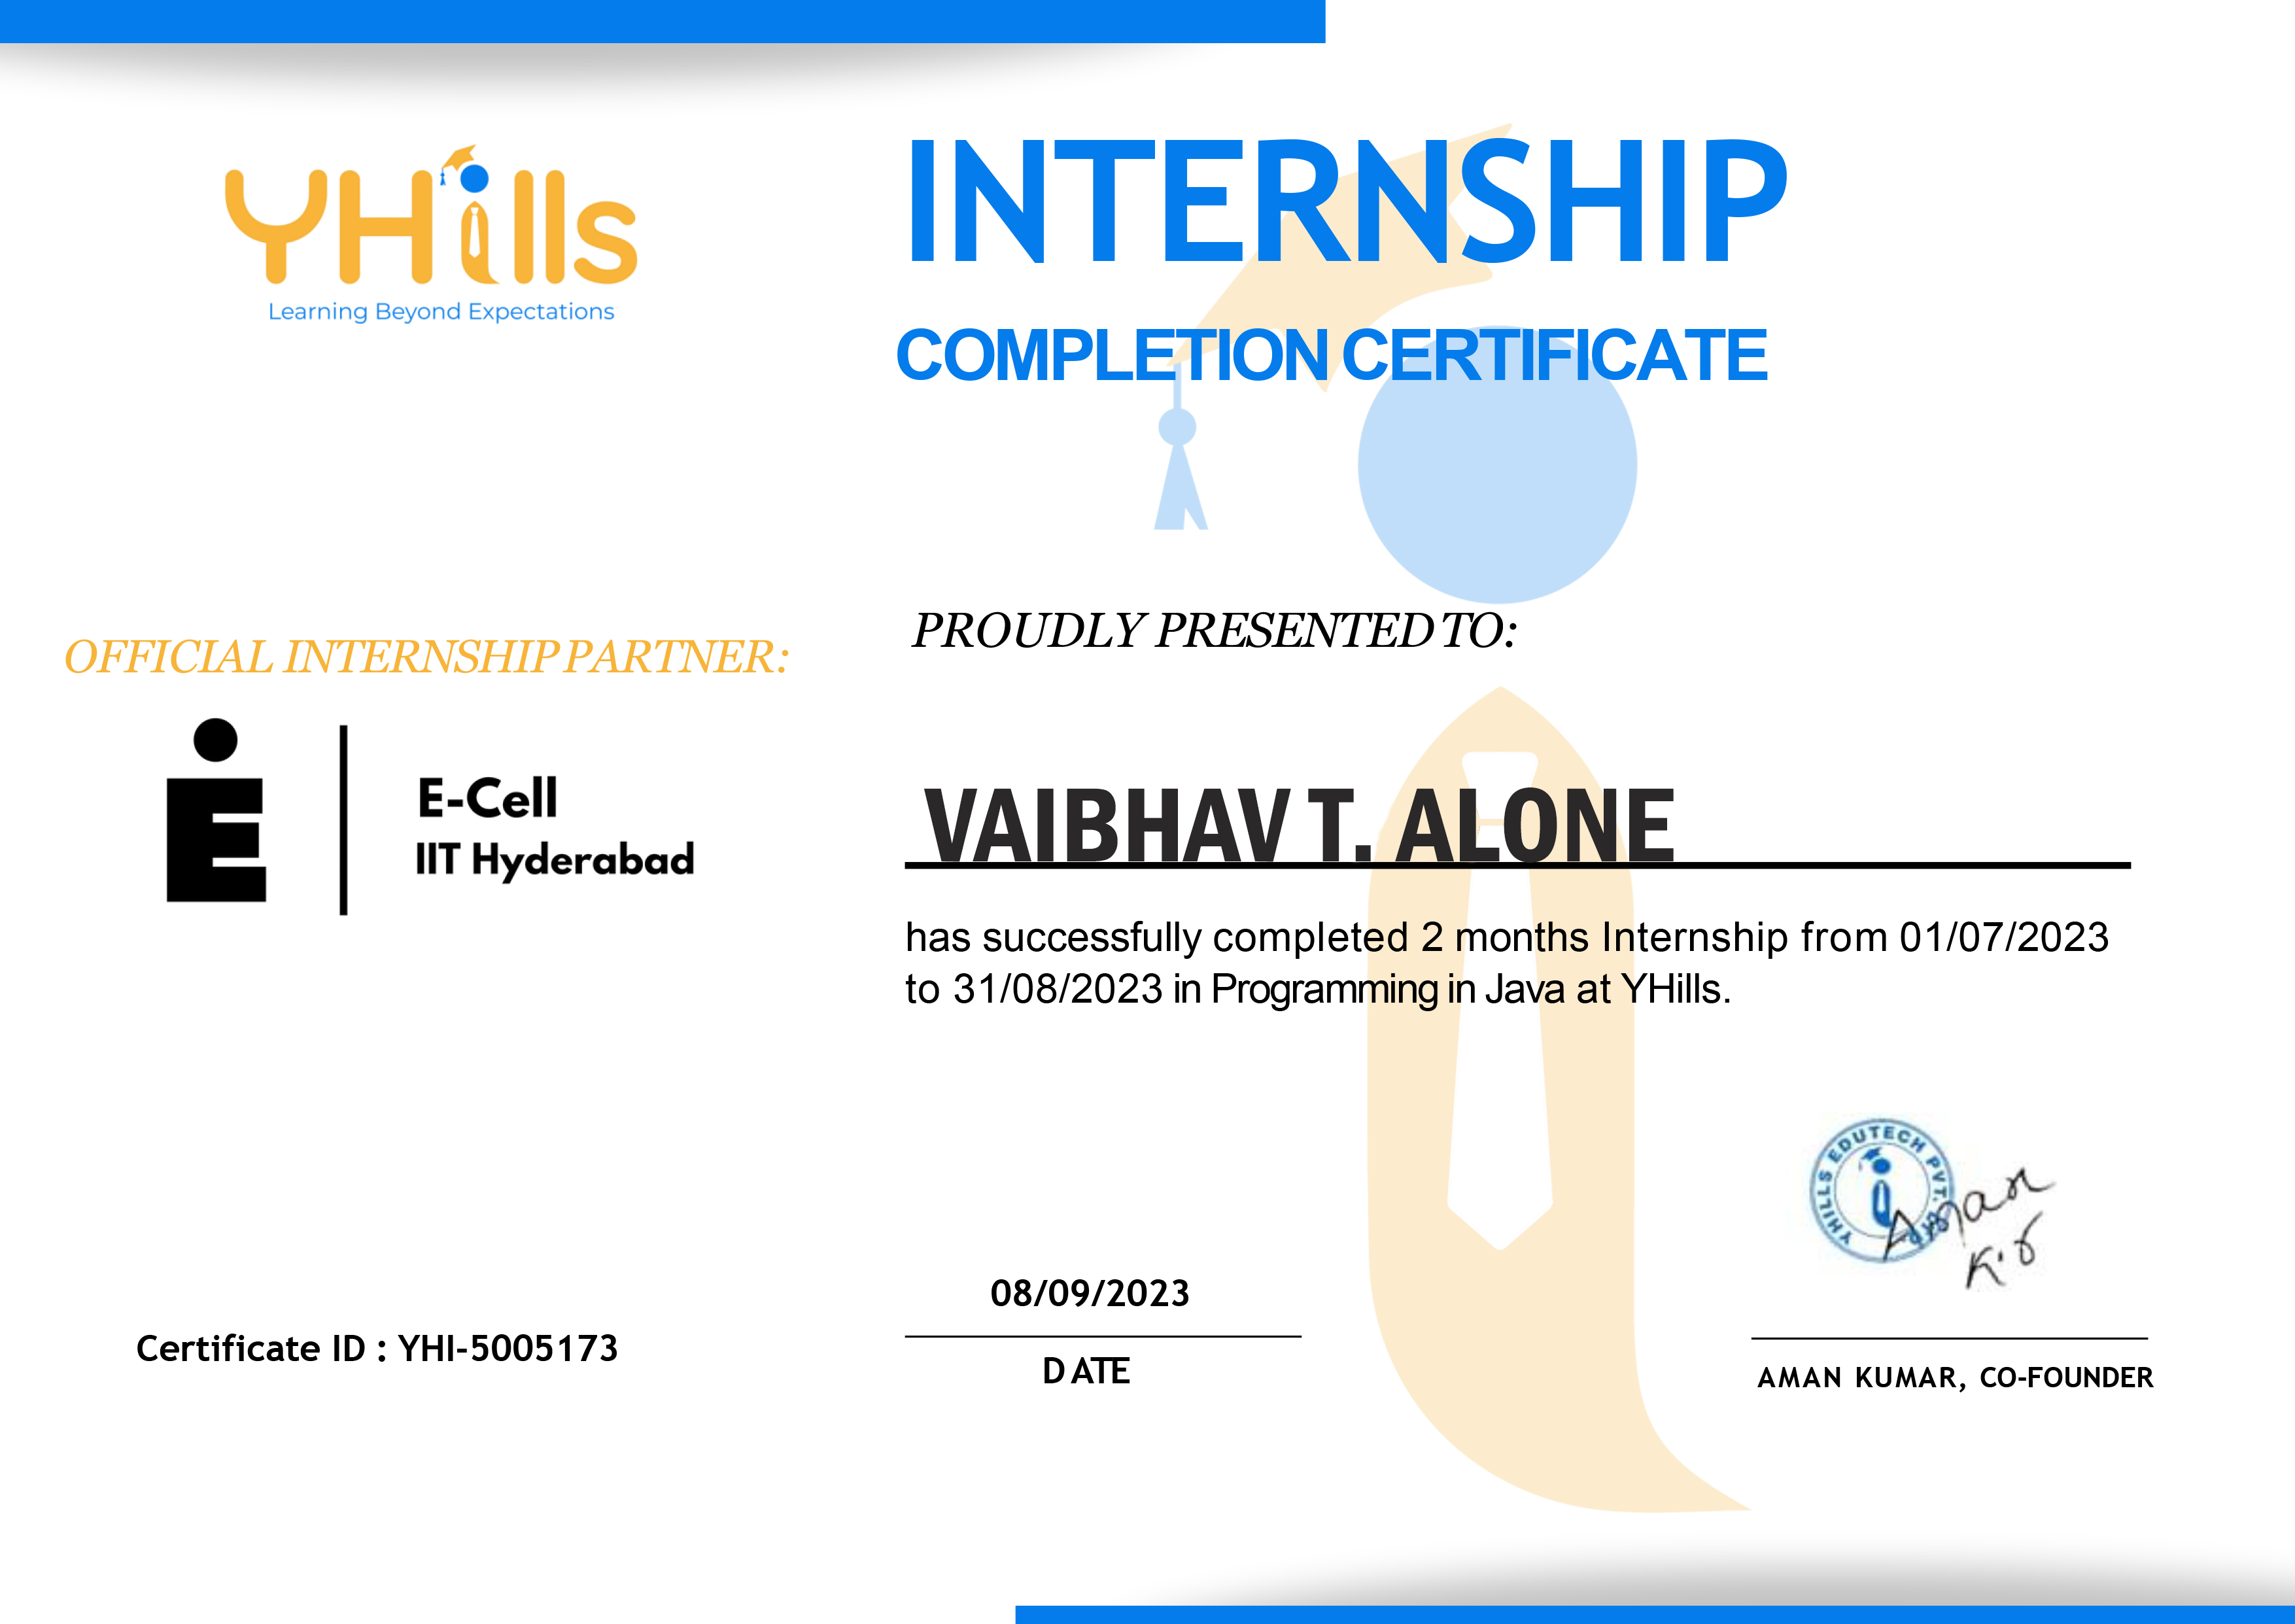 YHills
Learning Beyond Expectations
INTERNSHIP
COMPLETION CERTIFICATE
OFFICIAL INTERNSHIP PARTNER:
E-Cell
IIT Hyderabad
PROUDLY PRESENTED TO:
VAIBHAV T. ALONE
has successfully completed 2 months Internship from 01/07/2023
to 31/08/2023 in Programming in Java at YHills.
Certificate ID : YHI-5005173
08/09/2023
DATE
YHILLS EDUTECH PVT.
Aman
AMAN KUMAR, CO-FOUNDER